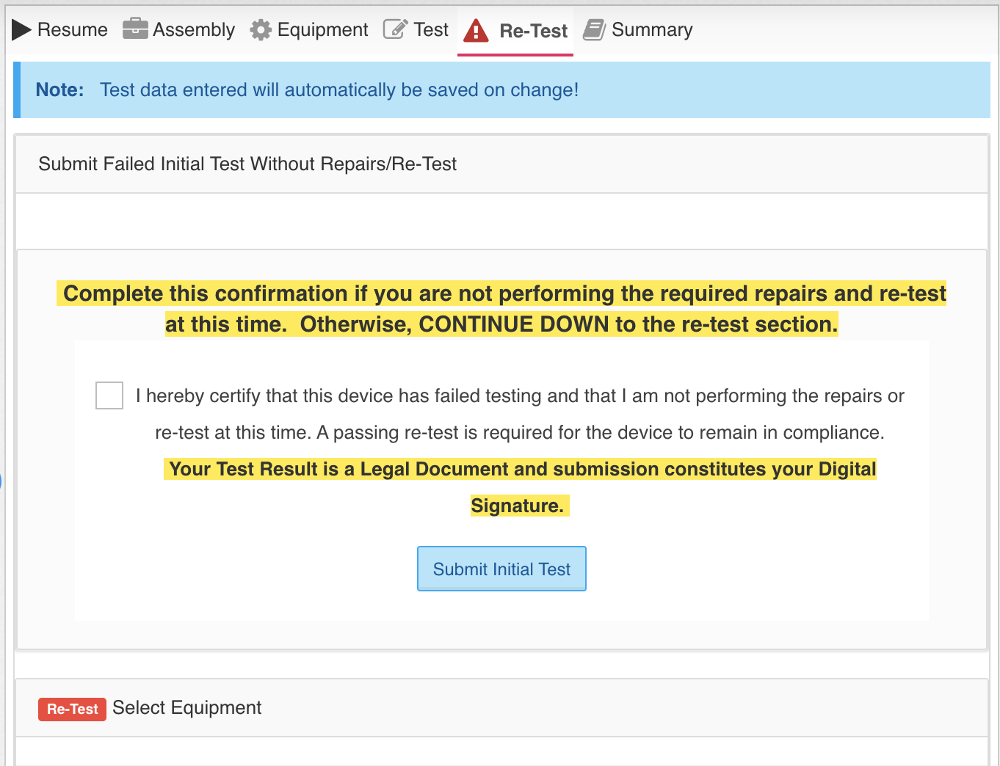 Resume Assembly Equipment Test Re-Test Summary
Note: Test data entered will automatically be saved on change!
Submit Failed Initial Test Without Repairs/Re-Test
Complete this confirmation if you are not performing the required repairs and re-test
at this time. Otherwise, CONTINUE DOWN to the re-test section.
I hereby certify that this device has failed testing and that I am not performing the repairs or
re-test at this time. A passing re-test is required for the device to remain in compliance.
Your Test Result is a Legal Document and submission constitutes your Digital
Signature.
Submit Initial Test
Re-Test Select Equipment